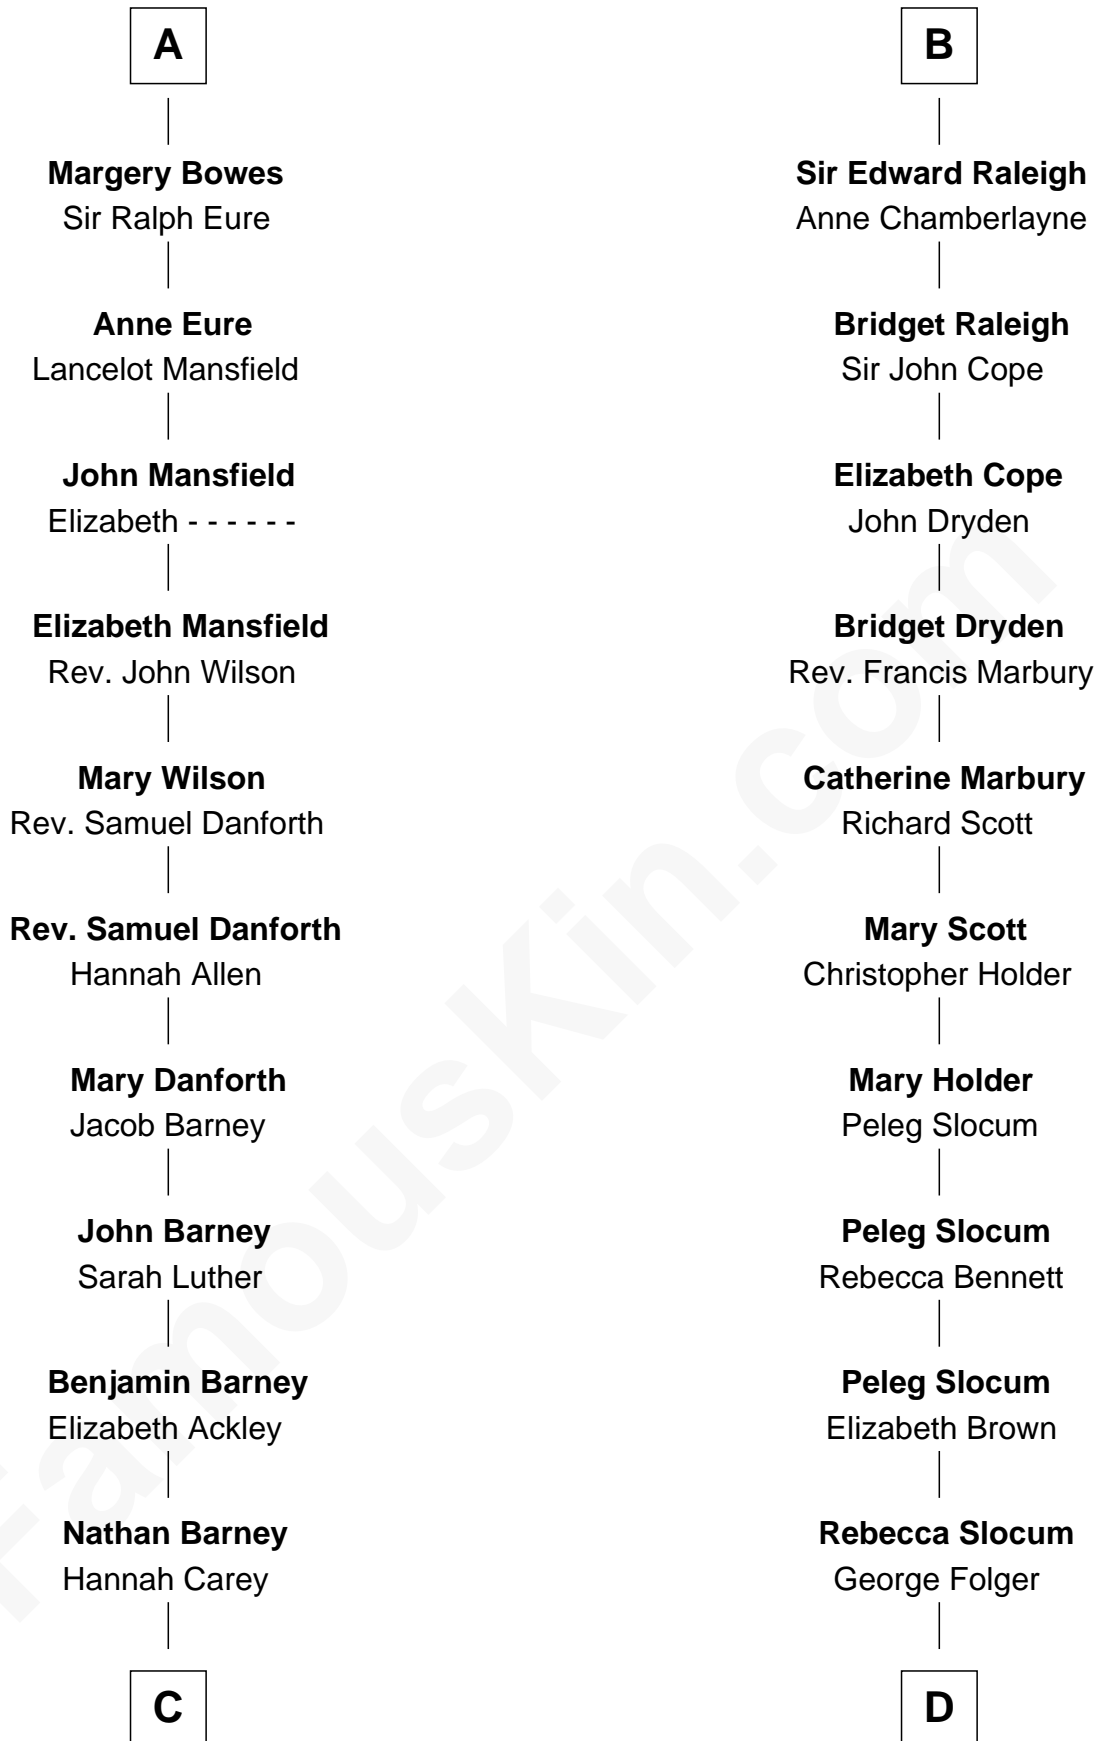 A
Margery Bowes
Sir Ralph Eure
Anne Eure
Lancelot Mansfield
John Mansfield
Elizabeth - - - - - -
Elizabeth Mansfield
Rev. John Wilson
Mary Wilson
Rev. Samuel Danforth
Rev. Samuel Danforth
Hannah Allen
Mary Danforth
Jacob Barney
John Barney
Sarah Luther
Benjamin Barney
Elizabeth Ackley
Nathan Barney
Hannah Carey
C
B
Sir Edward Raleigh
Anne Chamberlayne
Bridget Raleigh
Sir John Cope
Elizabeth Cope
John Dryden
Bridget Dryden
Rev. Francis Marbury
Catherine Marbury
Richard Scott
Mary Scott
Christopher Holder
Mary Holder
Peleg Slocum
Peleg Slocum
Rebecca Bennett
Peleg Slocum
Elizabeth Brown
Rebecca Slocum
George Folger
D
FamousKin.com